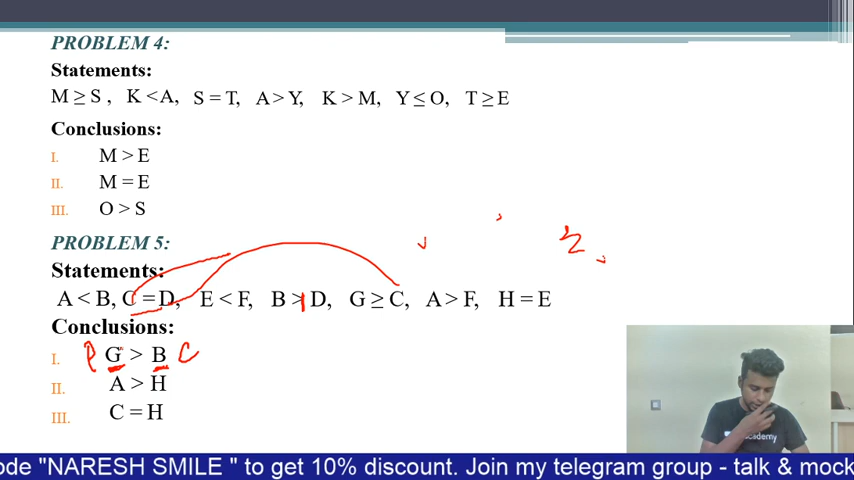 PROBLEM 4:
Statements:
M ≥ S , K < A, S = T, A > Y, K > M, Y ≤ O, T ≥ E
Conclusions:
I. M > E
II. M = E
III. O > S
PROBLEM 5:
Statements:
A < B, C = D, E < F, B > D, G ≥ C, A > F, H = E
Conclusions:
I. G > B C
II. A > H
III. C = H
ode "NARESH SMILE " to get 10% discount. Join my telegram group - talk & mock